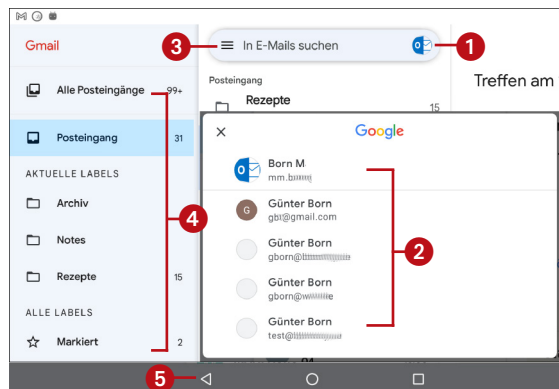 Gmail
Alle Posteingänge 99+
Posteingang 31
AKTUELLE LABELS
Archiv
Notes
Rezepte 15
ALLE LABELS
Markiert 2
3
In E-Mails suchen
1
Posteingang
Rezepte
15
Treffen am
Google
Born M
G
Günter Born
gbt@gmail.com
Günter Born
Günter Born
Günter Born
4
2
5